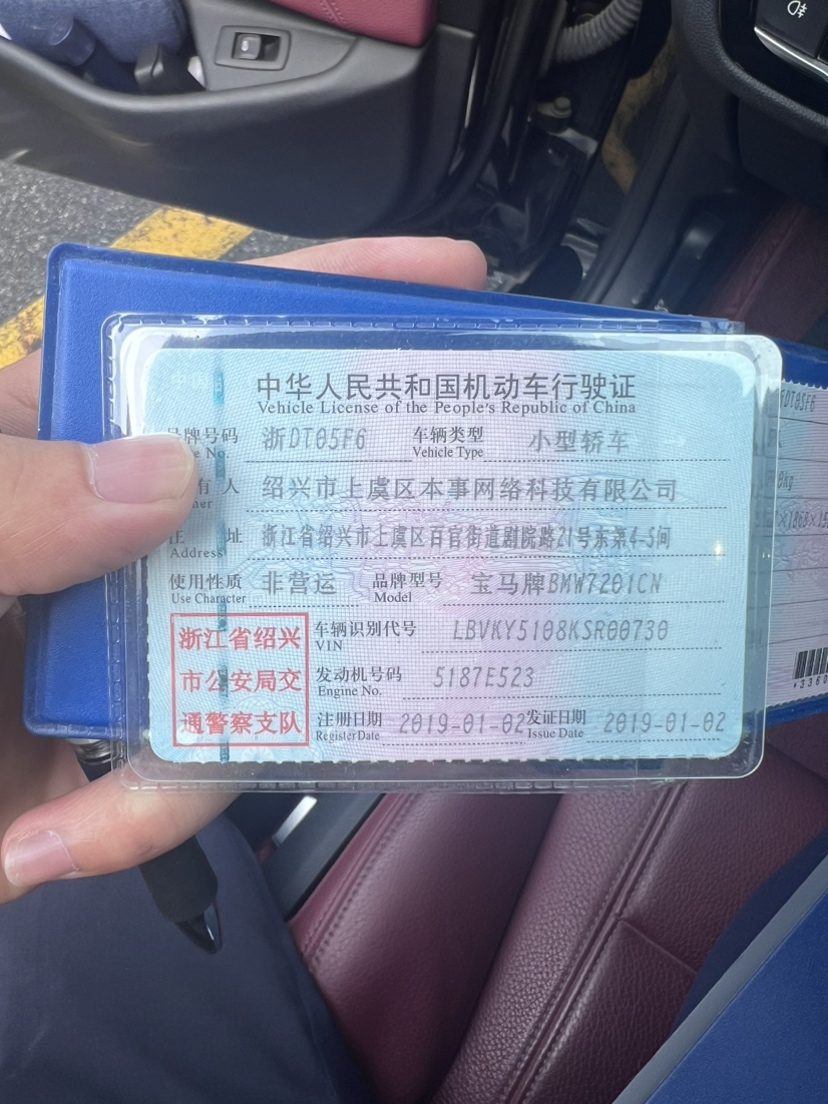 中华人民共和国机动车行驶证
Vehicle License of the People's Republic of China
号牌号码 浙DT05F6 车辆类型 小型轿车
Plate No. Vehicle Type
有 人 绍兴市上虞区本事网络科技有限公司
住 址 浙江省绍兴市上虞区百官街道剧院路21号东第4-5间
Address
使用性质 非营运 品牌型号 宝马牌BMW7201CN
Use Character Model
浙江省绍兴
市公安局交
通警察支队
车辆识别代号 LBVKY5108KSR00730
VIN
发动机号码 5187E523
Engine No.
注册日期 2019-01-02 发证日期 2019-01-02
Register Date Issue Date
DT05F6